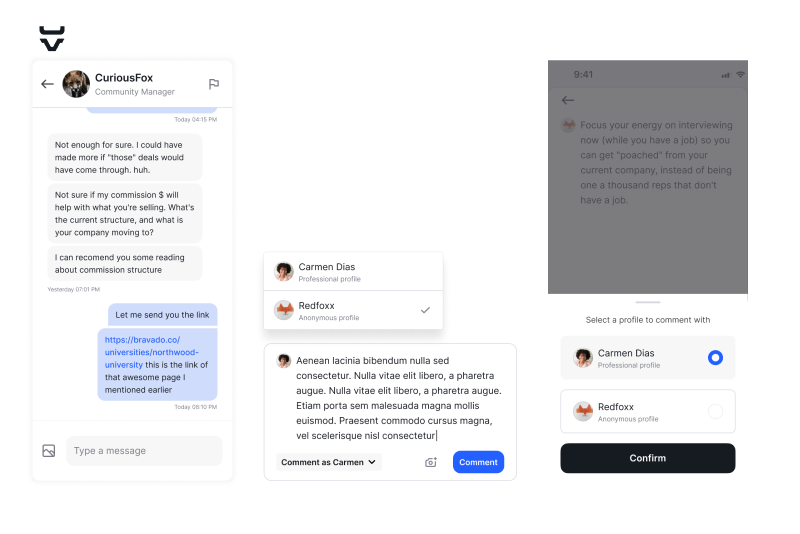 CuriousFox
Community Manager
Today 04:15 PM
Not enough for sure. I could have
made more if "those" deals would
have come through. huh.
Not sure if my commission $ will
help with what you're selling. What's
the current structure, and what is
your company moving to?
I can recomend you some reading
about commission structure
Yesterday 07:01 PM
Let me send you the link
https://bravado.co/
universities/northwood-
university this is the link of
that awesome page I
mentioned earlier
Today 08:10 PM
Type a message
Carmen Dias
Professional profile
Redfoxx
Anonymous profile
Aenean lacinia bibendum nulla sed
consectetur. Nulla vitae elit libero, a pharetra
augue. Nulla vitae elit libero, a pharetra augue.
Etiam porta sem malesuada magna mollis
euismod. Praesent commodo cursus magna,
vel scelerisque nisl consectetur
Comment as Carmen
Comment
9:41
Focus your energy on interviewing
now (while you have a job) so you
can get "poached" from your
current company, instead of being
one a thousand reps that don't
have a job.
Select a profile to comment with
Carmen Dias
Professional profile
Redfoxx
Anonymous profile
Confirm